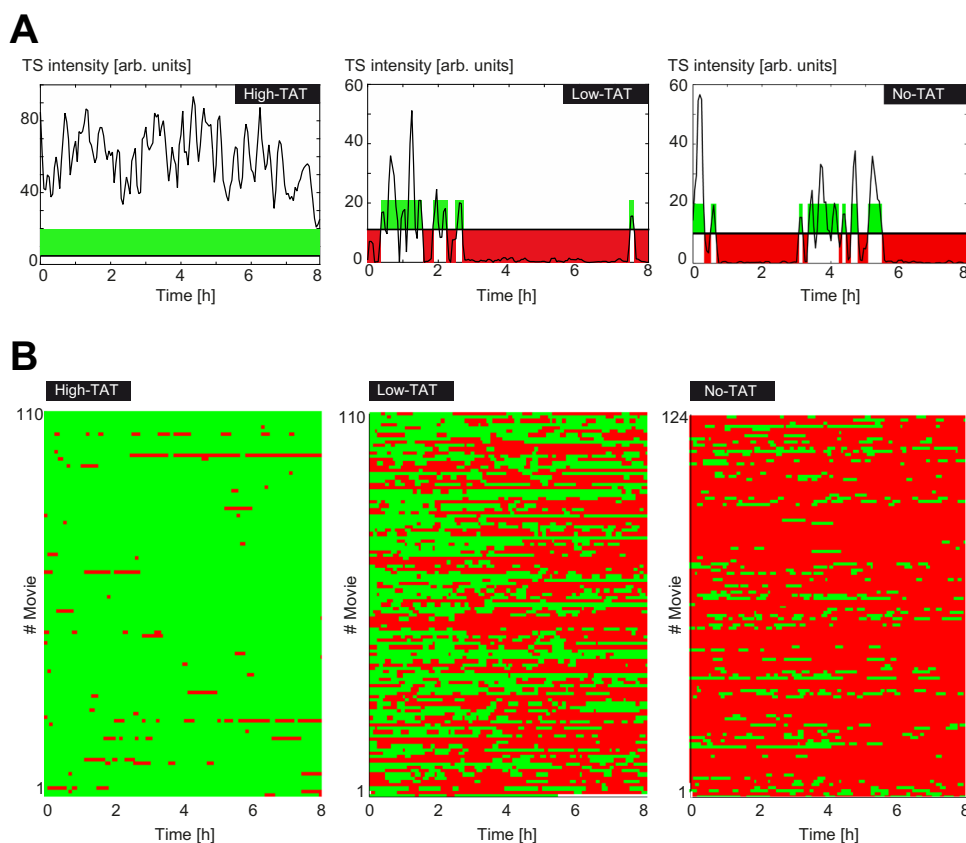 A
TS intensity [arb. units]
High-TAT
80
40
0
0 2 4 6 8
Time [h]
TS intensity [arb. units]
Low-TAT
60
40
20
0
0 2 4 6 8
Time [h]
TS intensity [arb. units]
No-TAT
60
40
20
0
0 2 4 6 8
Time [h]
B
High-TAT
110
# Movie
1
0 2 4 6 8
Time [h]
Low-TAT
110
# Movie
1
0 2 4 6 8
Time [h]
No-TAT
124
# Movie
1
0 2 4 6 8
Time [h]